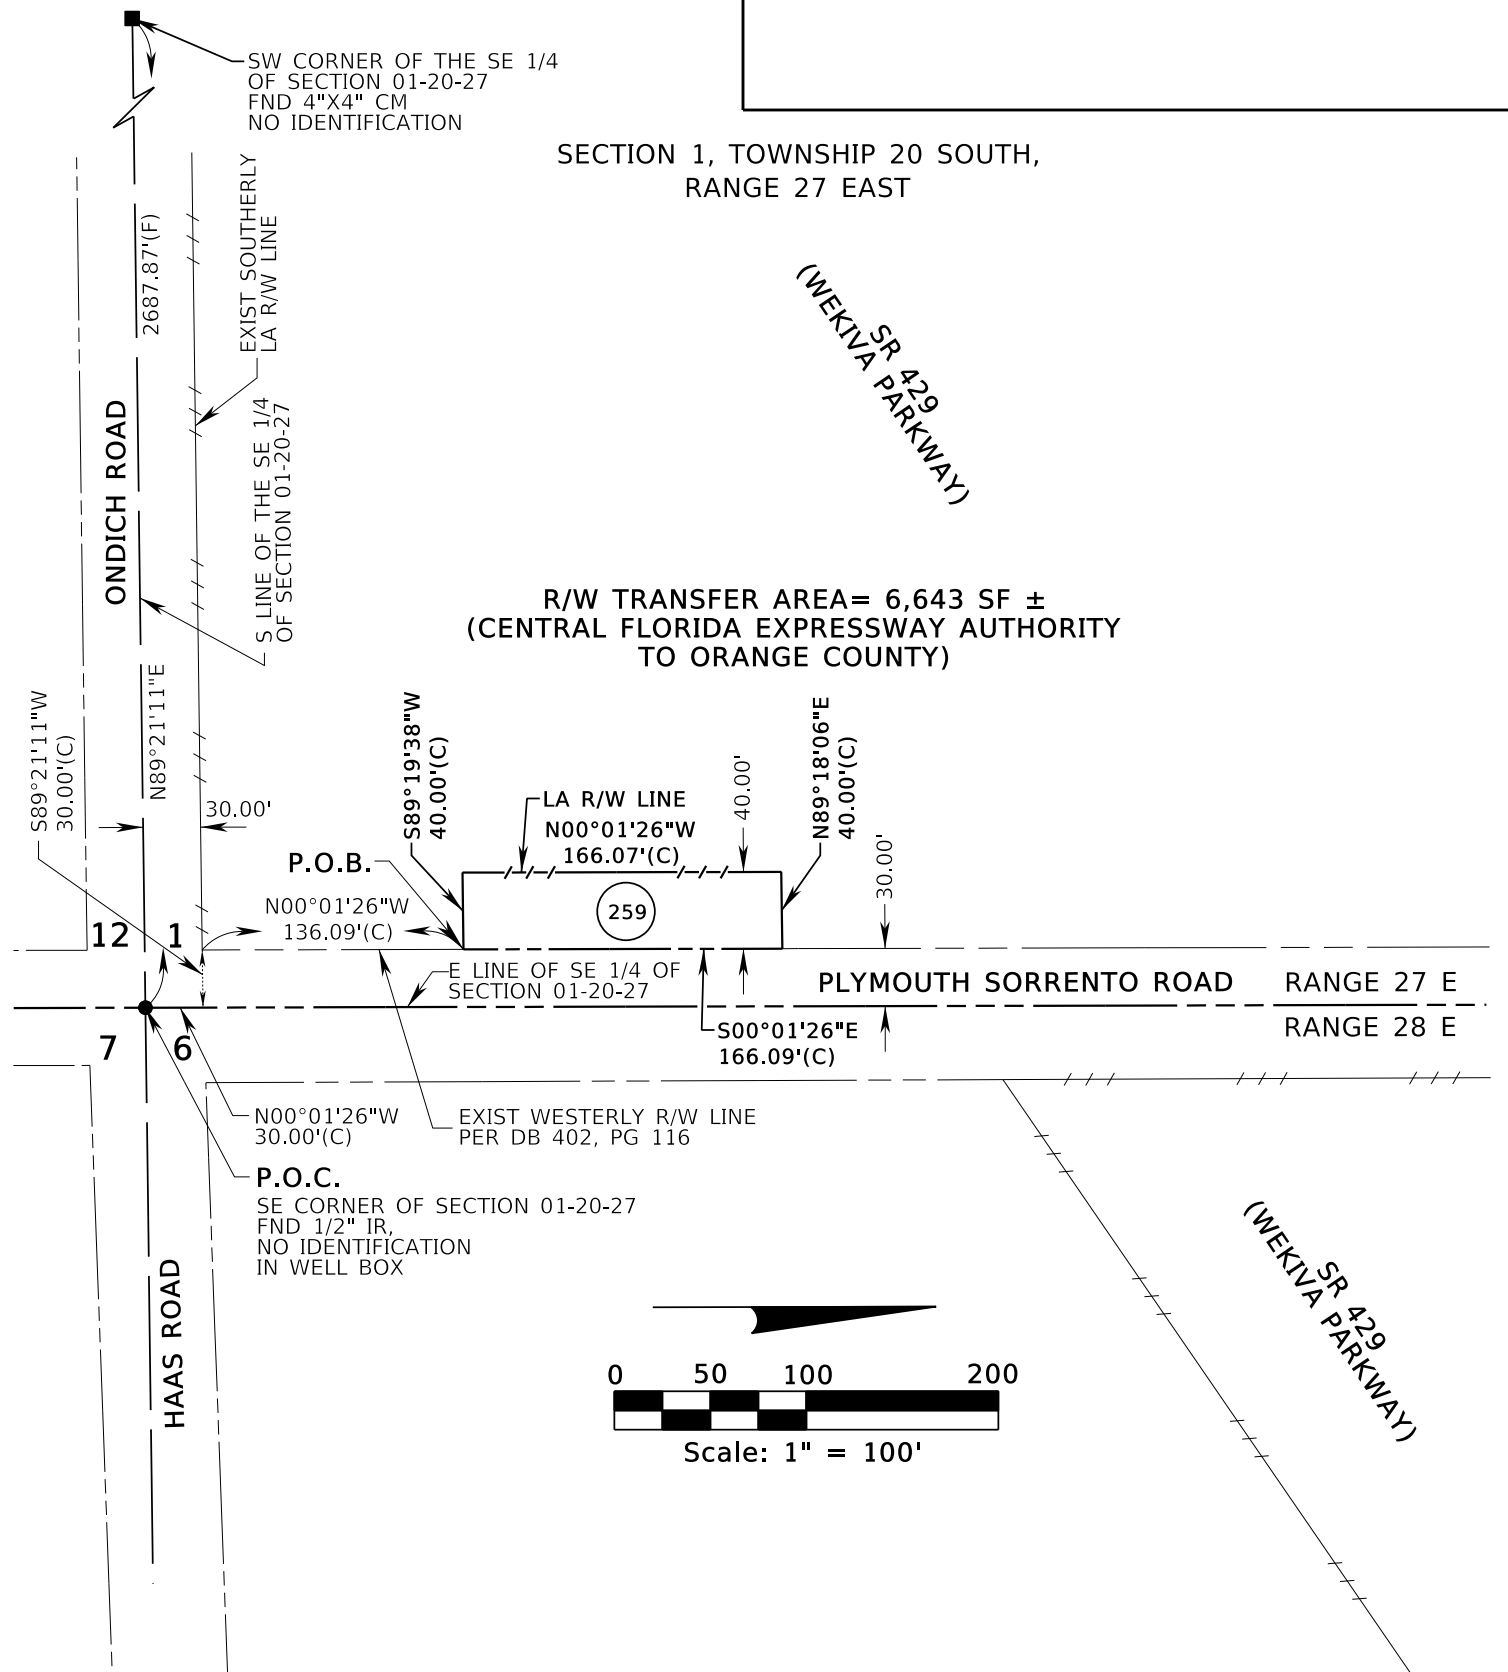 SW CORNER OF THE SE 1/4
OF SECTION 01-20-27
FND 4"X4" CM
NO IDENTIFICATION
SECTION 1, TOWNSHIP 20 SOUTH,
RANGE 27 EAST
2687.87'(F)
EXIST SOUTHERLY
LA R/W LINE
SR 429
(WEKIVA PARKWAY)
ONDICH ROAD
S LINE OF THE SE 1/4
OF SECTION 01-20-27
R/W TRANSFER AREA= 6,643 SF ±
(CENTRAL FLORIDA EXPRESSWAY AUTHORITY
TO ORANGE COUNTY)
S89°21'11"W
30.00'(C)
N89°21'11"E
30.00'
S89°19'38"W
40.00'(C)
LA R/W LINE
N00°01'26"W
166.07'(C)
40.00'
N89°18'06"E
40.00'(C)
30.00'
P.O.B.
N00°01'26"W
136.09'(C)
259
12
1
E LINE OF SE 1/4 OF
SECTION 01-20-27
PLYMOUTH SORRENTO ROAD
RANGE 27 E
RANGE 28 E
7
6
S00°01'26"E
166.09'(C)
N00°01'26"W
30.00'(C)
EXIST WESTERLY R/W LINE
PER DB 402, PG 116
P.O.C.
SE CORNER OF SECTION 01-20-27
FND 1/2" IR,
NO IDENTIFICATION
IN WELL BOX
HAAS ROAD
SR 429
(WEKIVA PARKWAY)
0 50 100 200
Scale: 1" = 100'